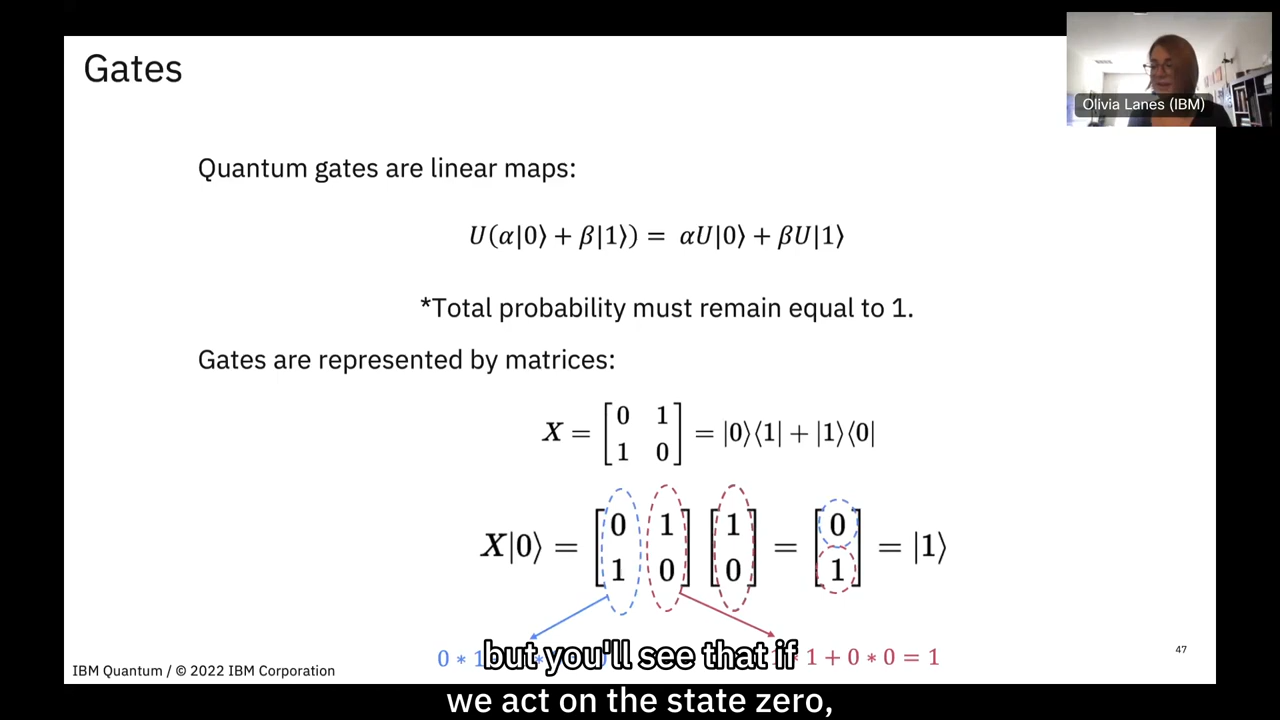 Gates
Olivia Lanes (IBM)
Quantum gates are linear maps:
U(α|0⟩ + β|1⟩) = αU|0⟩ + βU|1⟩
*Total probability must remain equal to 1.
Gates are represented by matrices:
X = [0 1; 1 0] = |0⟩⟨1| + |1⟩⟨0|
X|0⟩ = [0 1; 1 0] [1; 0] = [0; 1] = |1⟩
0 * 1
1 + 0 * 0 = 1
47
IBM Quantum / © 2022 IBM Corporation
but you'll see that if
we act on the state zero,